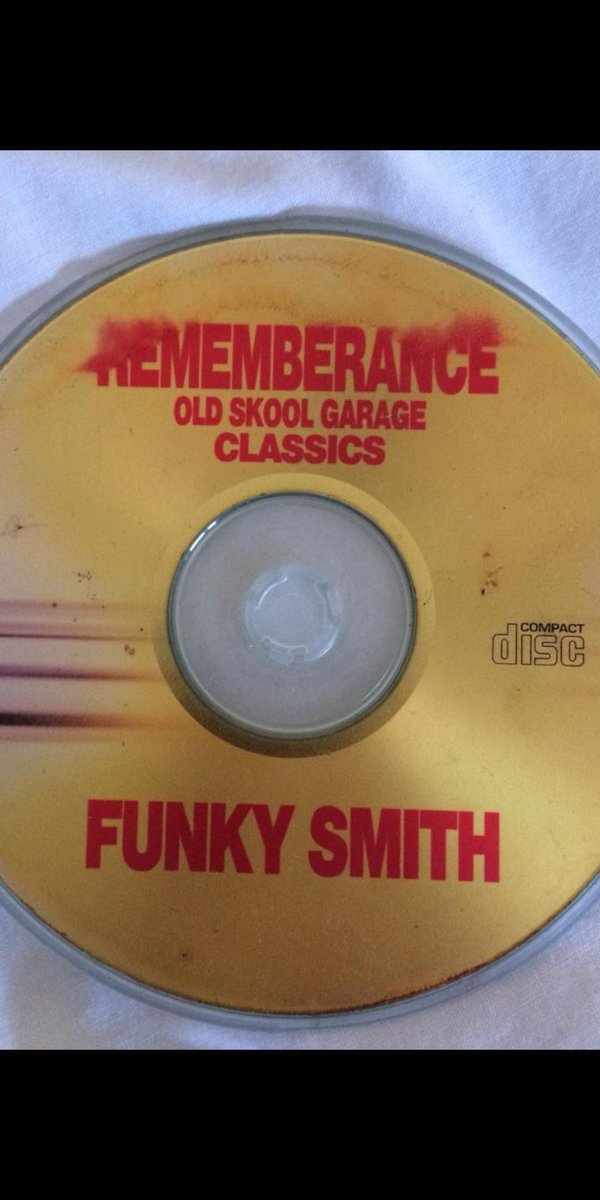 REMEMBERANCE
OLD SKOOL GARAGE
CLASSICS
COMPACT
disc
FUNKY SMITH